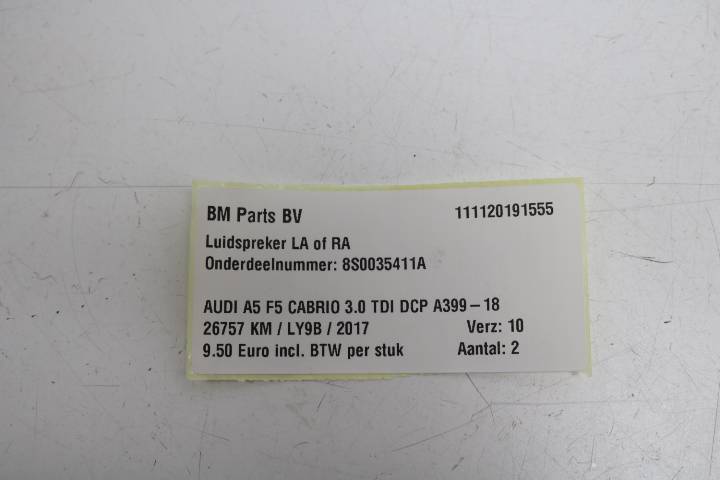 BM Parts BV 111120191555
Luidspreker LA of RA
Onderdeelnummer: 8S0035411A
AUDI A5 F5 CABRIO 3.0 TDI DCP A399-18
26757 KM / LY9B / 2017 Verz: 10
9.50 Euro incl. BTW per stuk Aantal: 2